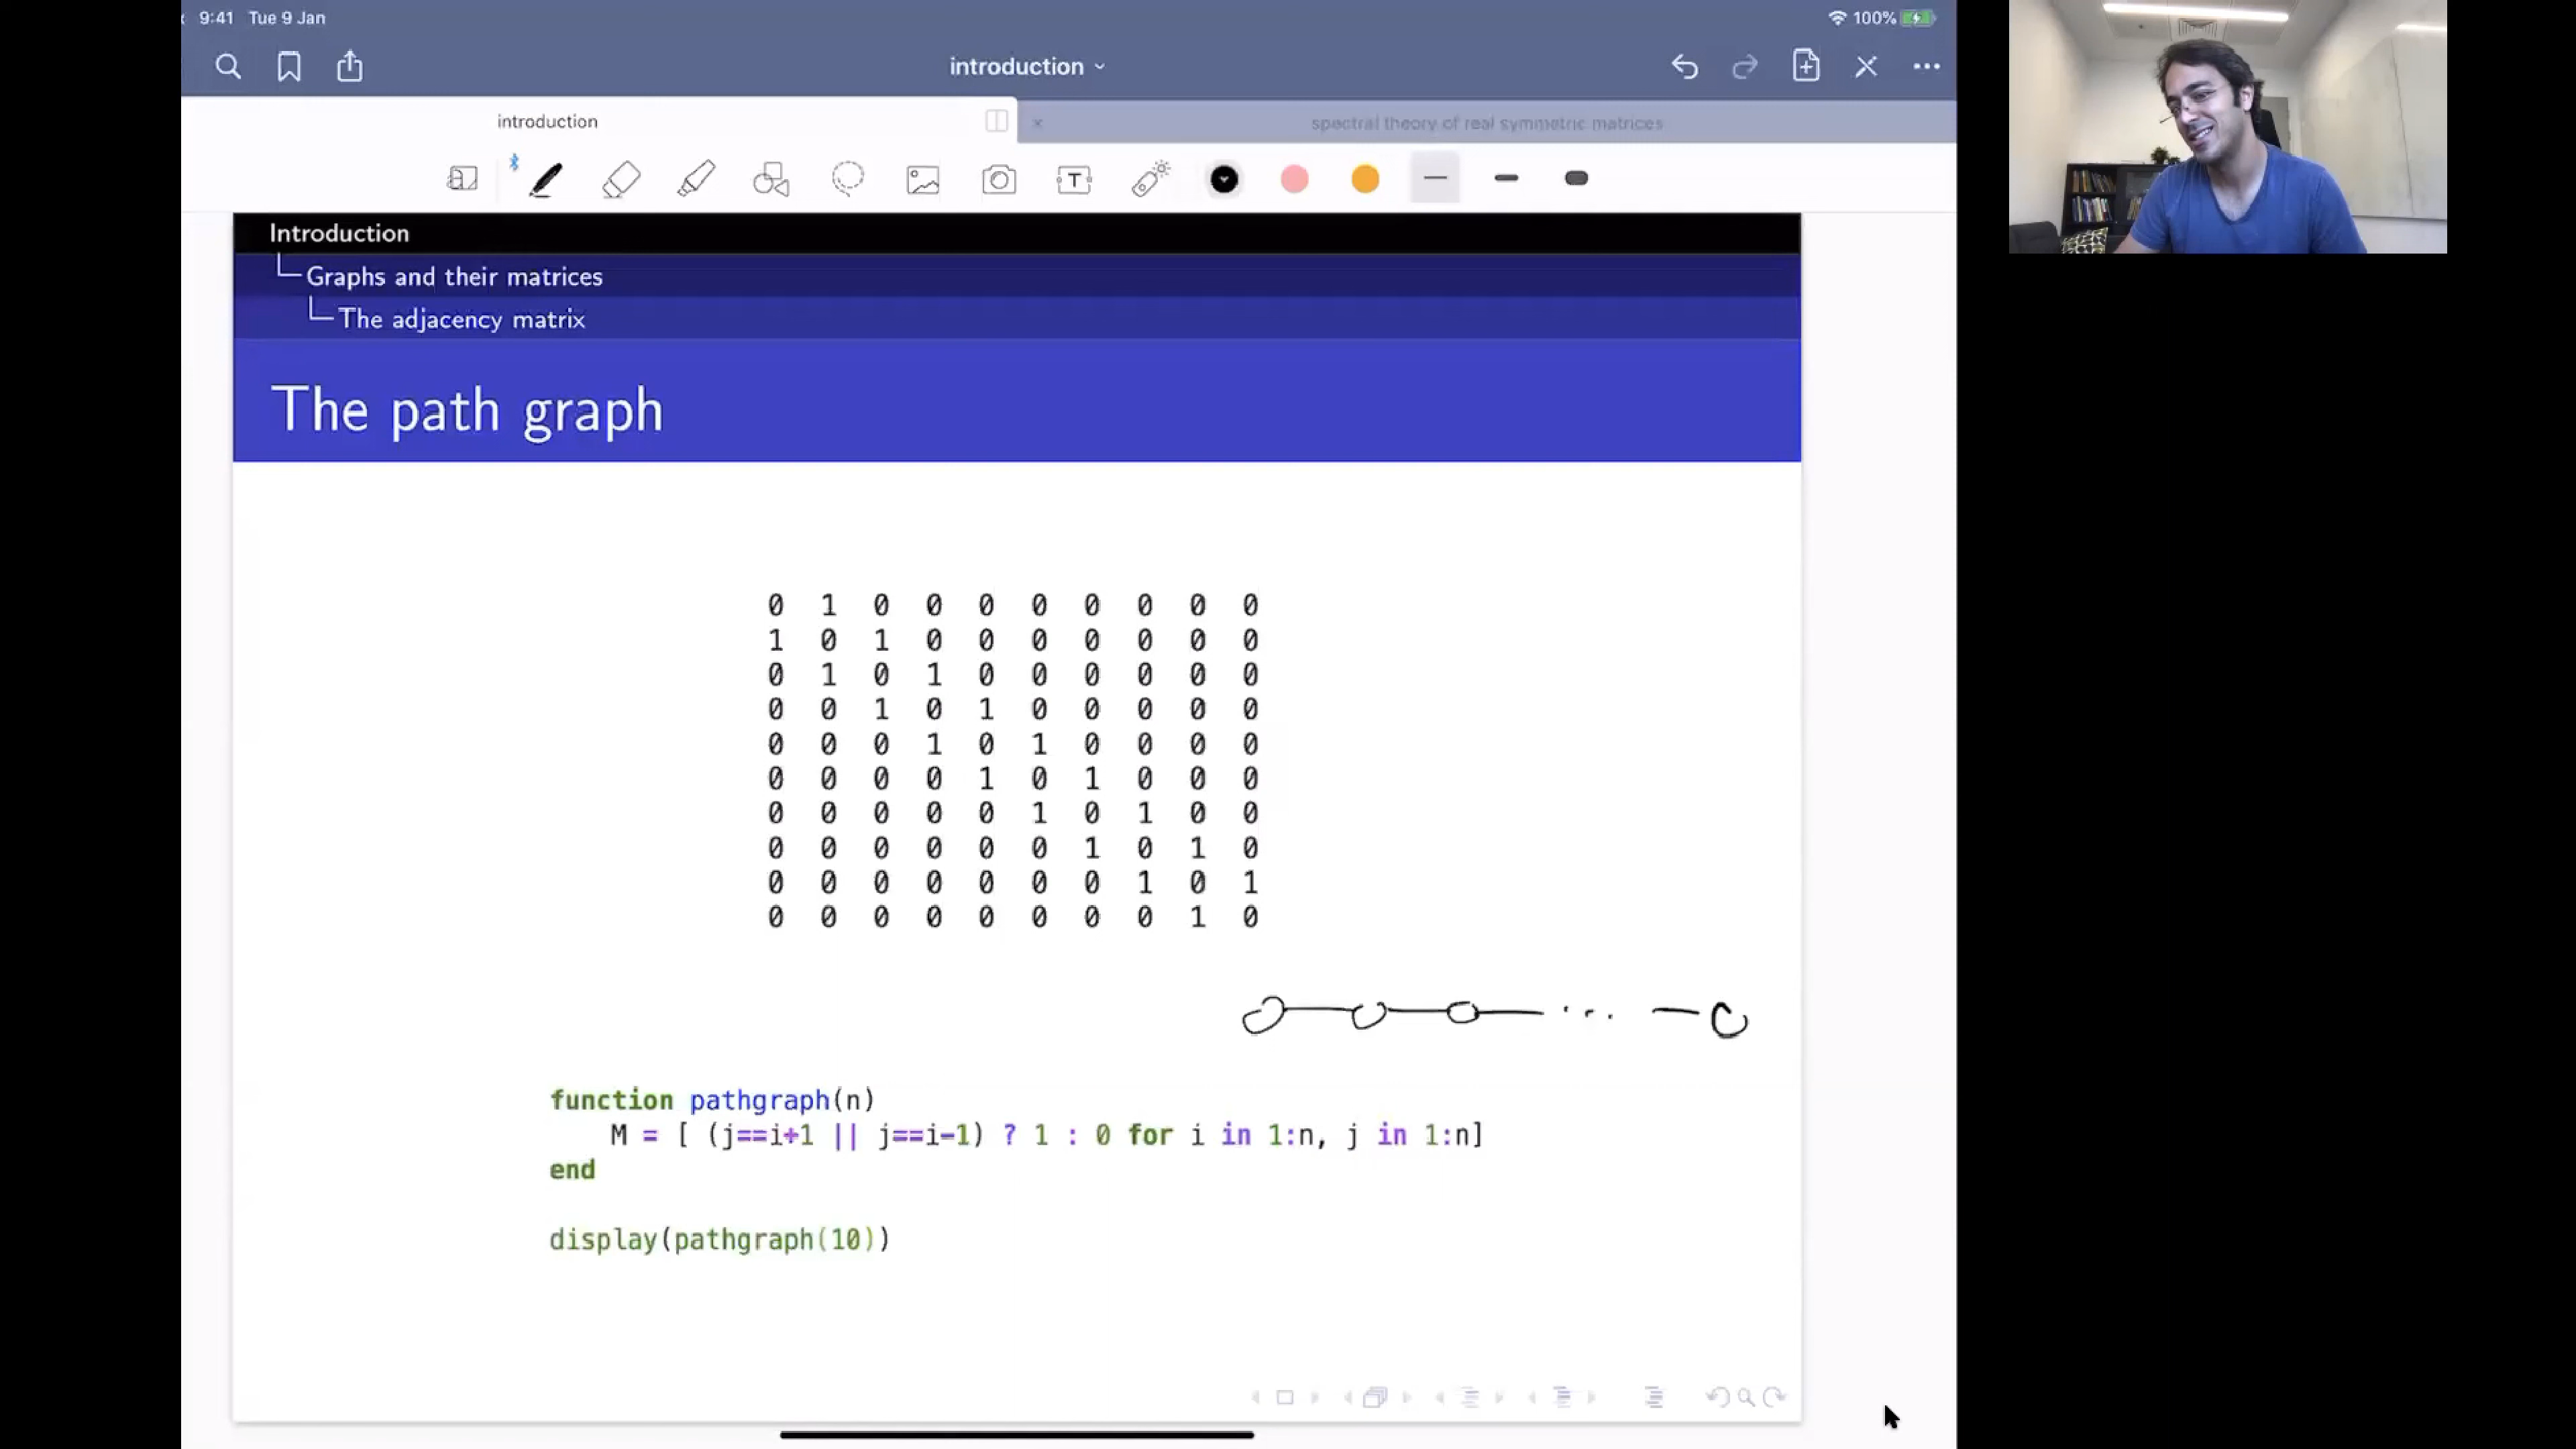 9:41 Tue 9 Jan
100%
introduction
introduction
spectral theory of real symmetric matrices
Introduction
Graphs and their matrices
The adjacency matrix
The path graph
0 1 0 0 0 0 0 0 0 0
1 0 1 0 0 0 0 0 0 0
0 1 0 1 0 0 0 0 0 0
0 0 1 0 1 0 0 0 0 0
0 0 0 1 0 1 0 0 0 0
0 0 0 0 1 0 1 0 0 0
0 0 0 0 0 1 0 1 0 0
0 0 0 0 0 0 1 0 1 0
0 0 0 0 0 0 0 1 0 1
0 0 0 0 0 0 0 0 1 0
function pathgraph(n)
M = [ (j==i+1 || j==i-1) ? 1 : 0 for i in 1:n, j in 1:n]
end
display(pathgraph(10))